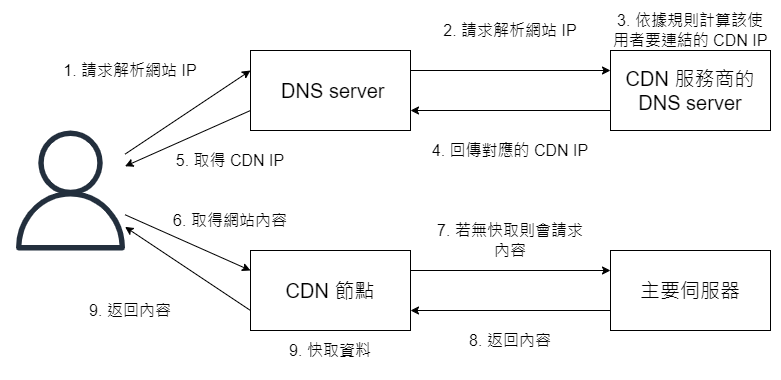 1. 請求解析網站 IP
DNS server
2. 請求解析網站 IP
3. 依據規則計算該使
用者要連結的 CDN IP
CDN 服務商的
DNS server
4. 回傳對應的 CDN IP
5. 取得 CDN IP
6. 取得網站內容
CDN 節點
7. 若無快取則會請求
內容
主要伺服器
8. 返回內容
9. 快取資料
9. 返回內容